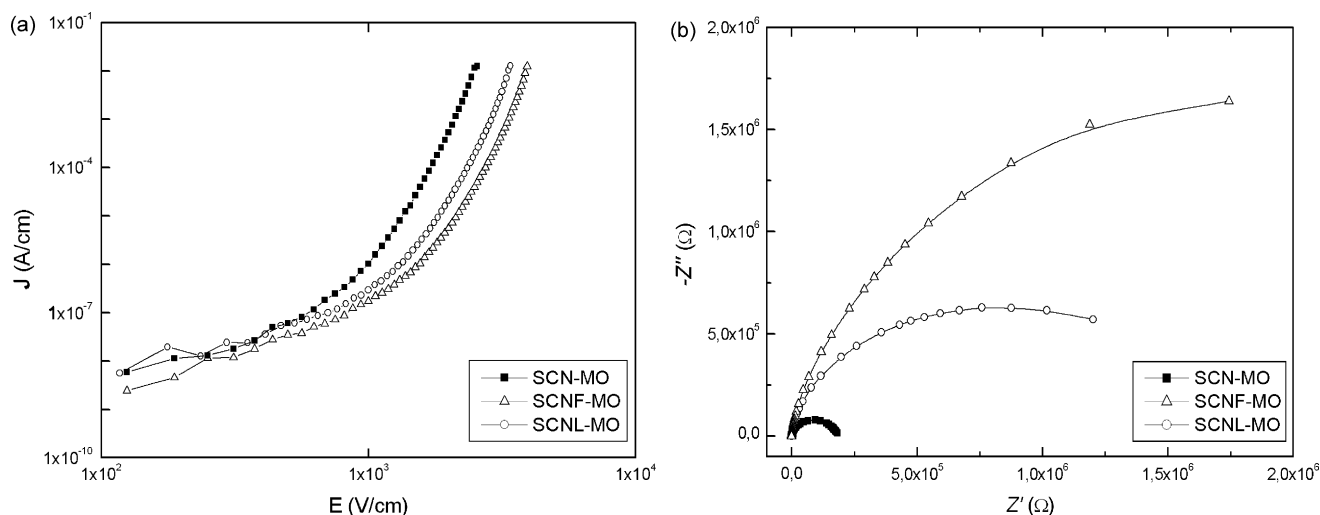 (a)
1x10⁻¹
1x10⁻⁴
1x10⁻⁷
1x10⁻¹⁰
J (A/cm)
1x10²
1x10³
1x10⁴
E (V/cm)
SCN-MO
SCNF-MO
SCNL-MO
(b)
2,0x10⁶
1,5x10⁶
1,0x10⁶
5,0x10⁵
0,0
-Z'' (Ω)
0,0
5,0x10⁵
1,0x10⁶
1,5x10⁶
2,0x10⁶
Z' (Ω)
SCN-MO
SCNF-MO
SCNL-MO